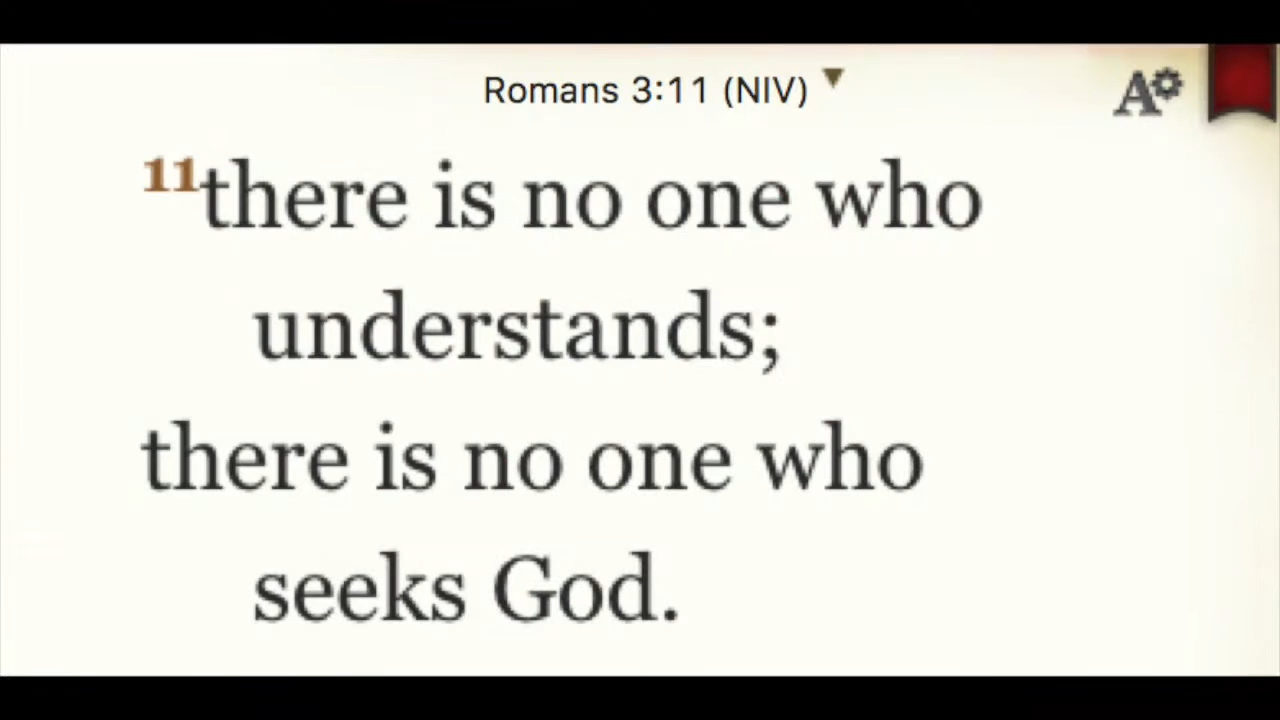 Romans 3:11 (NIV)
11there is no one who
understands;
there is no one who
seeks God.